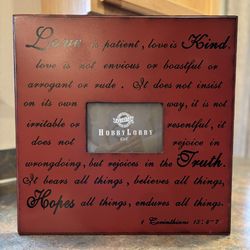 Love is patient, love is Kind.
love is not envious or boastful or
arrogant or rude. It does not insist
on its own way, it is not
irritable or resentful, it
does not rejoice in
HOBBY LOBBY
wrongdoing, but rejoices in the Truth.
It bears all things, believes all things,
Hopes all things, endures all things.
1 Corinthians 13:4-7